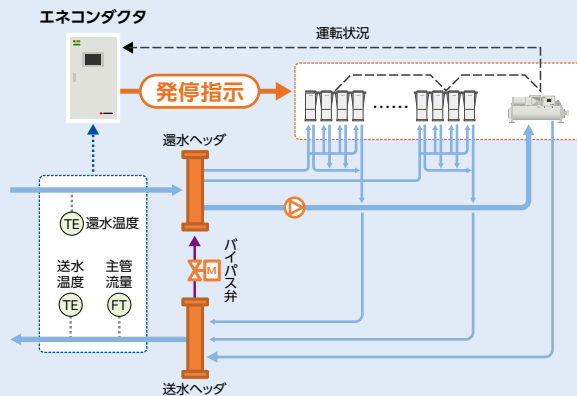 エネコンダクタ
運転状況
発停指示
還水ヘッダ
TE
還水温度
送水
温度
主管
流量
TE
FT
バイパス弁
M
送水ヘッダ